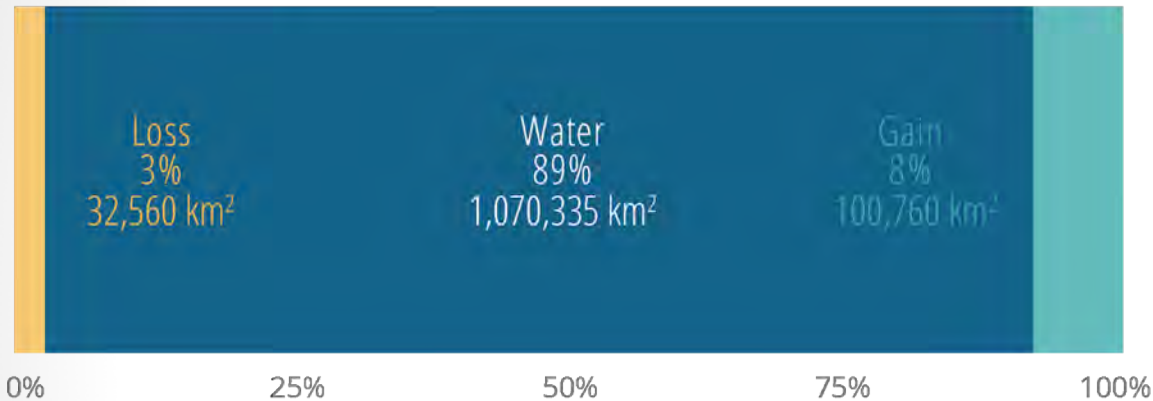 Loss
3%
32,560 km²
Water
89%
1,070,335 km²
Gain
8%
100,760 km²
0% 25% 50% 75% 100%